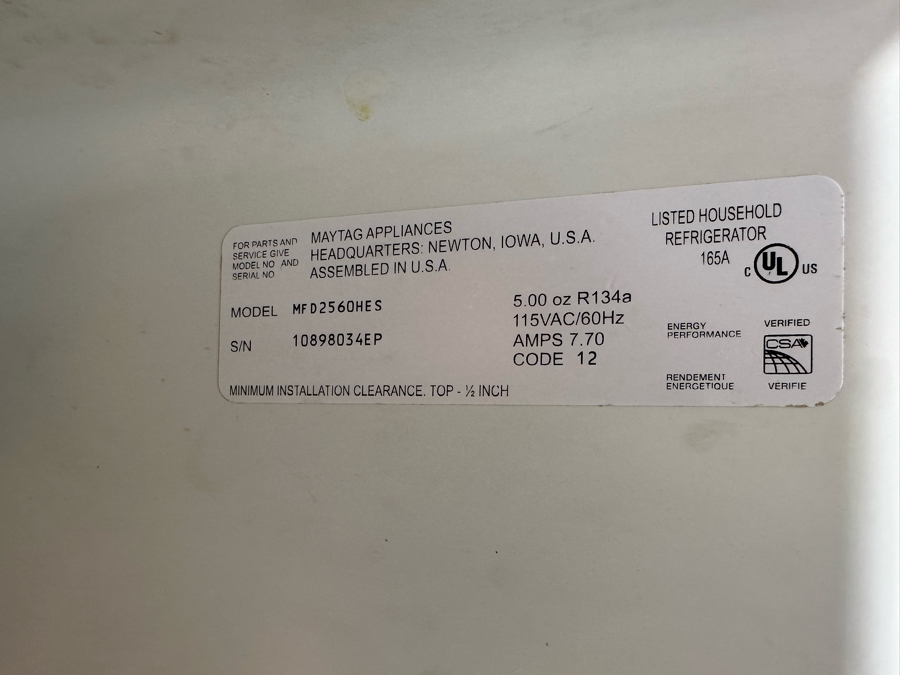 FOR PARTS AND
SERVICE GIVE
MODEL NO AND
SERIAL NO
MAYTAG APPLIANCES
HEADQUARTERS: NEWTON, IOWA, U.S.A.
ASSEMBLED IN U.S.A.
LISTED HOUSEHOLD
REFRIGERATOR
165A
C UL US
MODEL MFD2560HES
S/N 10898034EP
5.00 oz R134a
115VAC/60Hz
AMPS 7.70
CODE 12
ENERGY
PERFORMANCE
VERIFIED
CSA
RENDEMENT
ENERGETIQUE
VÉRIFIÉ
MINIMUM INSTALLATION CLEARANCE. TOP - ½ INCH